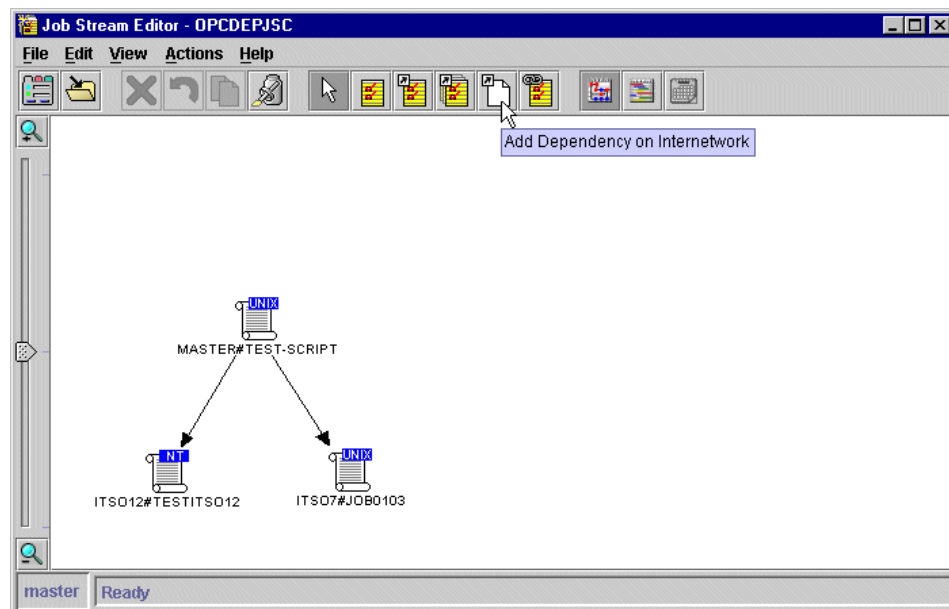 Job Stream Editor - OPCDEPJSC
File Edit View Actions Help
Add Dependency on Internetwork
UNIX
MASTER#TEST-SCRIPT
NT
ITSO12#TESTITSO12
UNIX
ITSO7#JOB0103
master Ready